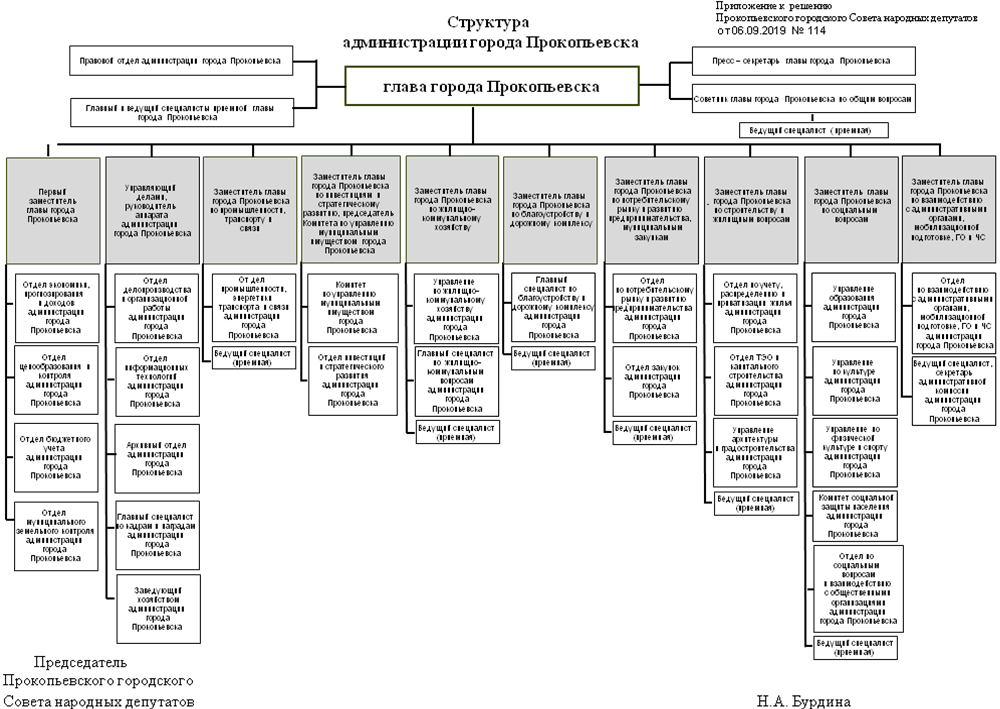 Приложение к решению
Прокопьевского городского Совета народных депутатов
от 06.09.2019 № 114
Структура
администрации города Прокопьевска
Правовой отдел администрации города Прокопьевска
Главный и ведущий специалисты приемной главы
города Прокопьевска
глава города Прокопьевска
Пресс – секретарь главы города Прокопьевска
Советник главы города Прокопьевска по общим вопросам
Ведущий специалист (приемная)
Первый
заместитель
главы города
Прокопьевска
Управляющий
делами,
руководитель
аппарата
администрации
города Прокопьевска
Заместитель главы
города Прокопьевска
по промышленности,
транспорту и
связи
Заместитель главы
города Прокопьевска
по инвестициям и
стратегическому
развитию, председатель
Комитета по управлению
муниципальным
имуществом города
Прокопьевска
Заместитель главы
города Прокопьевска
по жилищно-
коммунальному
хозяйству
Заместитель главы
города Прокопьевска
по благоустройству и
дорожному комплексу
Заместитель главы
города Прокопьевска
по потребительскому
рынку и развитию
предпринимательства,
муниципальным
закупкам
Заместитель главы
города Прокопьевска
по строительству и
жилищным вопросам
Заместитель главы
города Прокопьевска
по социальным
вопросам
Заместитель главы
города Прокопьевска
по взаимодействию
с административными
органами,
мобилизационной
подготовке, ГО и ЧС
Отдел экономики,
прогнозирования
и доходов
администрации
города
Прокопьевска
Отдел
ценообразования и
контроля
администрации
города
Прокопьевска
Отдел бюджетного
учета
администрации
города
Прокопьевска
Отдел
муниципального
земельного контроля
администрации
города
Прокопьевска
Отдел
делопроизводства
и организационной
работы
администрации
города
Прокопьевска
Отдел
информационных
технологий
администрации
города
Прокопьевска
Архивный отдел
администрации
города
Прокопьевска
Главный специалист
по кадрам и наградам
администрации
города
Прокопьевска
Заведующий
хозяйством
администрации
города
Прокопьевска
Отдел
промышленности,
энергетики
транспорта и связи
администрации
города
Прокопьевска
Ведущий специалист
(приемная)
Комитет
по управлению
муниципальным
имуществом
города
Прокопьевска
Отдел инвестиций
и стратегического
развития
администрации
города
Прокопьевска
Управление
по жилищно-
коммунальному
хозяйству
администрации
города
Прокопьевска
Главный специалист
по жилищно-
коммунальным
вопросам
администрации
города
Прокопьевска
Ведущий специалист
(приемная)
Главный
специалист по
благоустройству и
дорожному комплексу
администрации
города
Прокопьевска
Ведущий специалист
(приемная)
Отдел
по потребительскому
рынку и развитию
предпринимательства
администрации
города
Прокопьевска
Отдел закупок
администрации
города
Прокопьевска
Ведущий специалист
(приемная)
Отдел по учету,
распределению и
приватизации жилья
администрации
города
Прокопьевска
Отдел ТЭО и
капитального
строительства
администрации
города
Прокопьевска
Управление
архитектуры
и градостроительства
администрации
города
Прокопьевска
Ведущий специалист
(приемная)
Управление
образования
администрации
города
Прокопьевска
Управление
по культуре
администрации
города
Прокопьевска
Управление по
физической
культуре и спорту
администрации
города
Прокопьевска
Комитет социальной
защиты населения
администрации
города
Прокопьевска
Отдел по
социальным
вопросам
и взаимодействию
с общественными
организациями
администрации
города Прокопьевска
Ведущий специалист
(приемная)
Отдел
по взаимодействию
с административными
органами,
мобилизационной
подготовке, ГО и ЧС
администрации
города Прокопьевска
Ведущий специалист,
секретарь
административной
комиссии
администрации
города
Прокопьевска
Председатель
Прокопьевского городского
Совета народных депутатов
Н.А. Бурдина